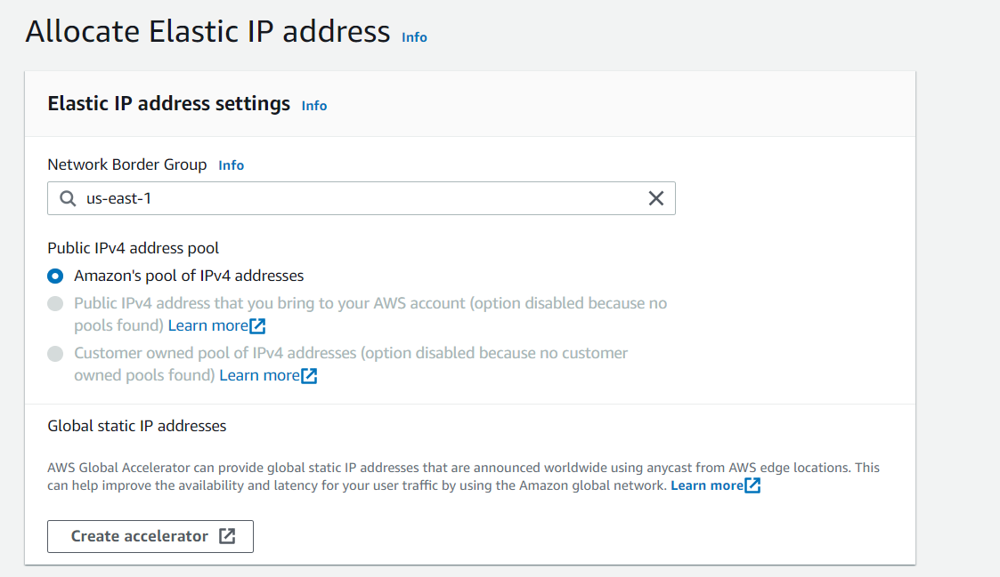 Allocate Elastic IP address Info
Elastic IP address settings Info
Network Border Group Info
us-east-1
Public IPv4 address pool
Amazon's pool of IPv4 addresses
Public IPv4 address that you bring to your AWS account (option disabled because no
pools found) Learn more
Customer owned pool of IPv4 addresses (option disabled because no customer
owned pools found) Learn more
Global static IP addresses
AWS Global Accelerator can provide global static IP addresses that are announced worldwide using anycast from AWS edge locations. This
can help improve the availability and latency for your user traffic by using the Amazon global network. Learn more
Create accelerator